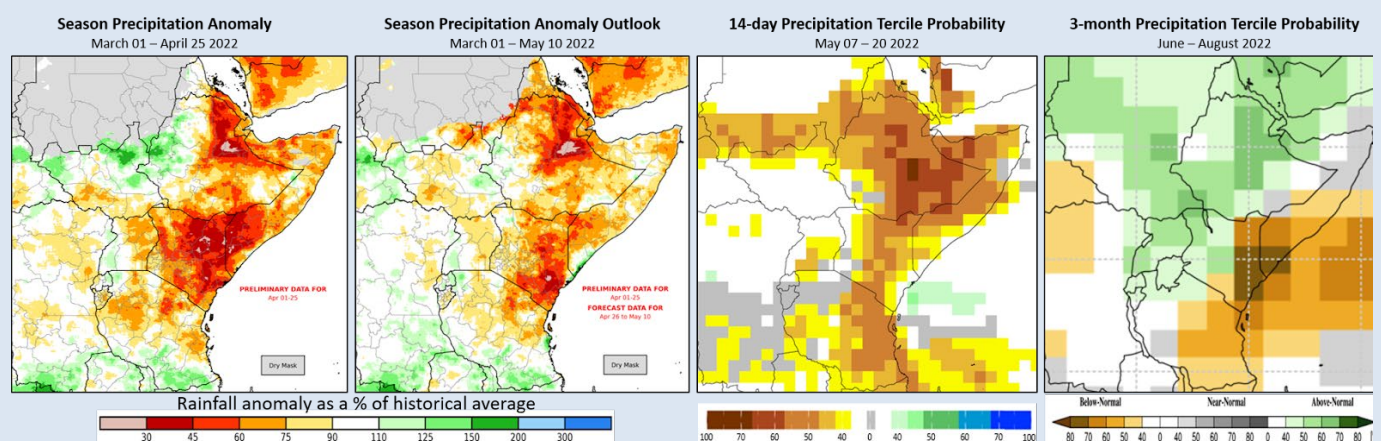 Season Precipitation Anomaly
March 01 – April 25 2022
PRELIMINARY DATA FOR
Apr 01-25
Dry Mask
Season Precipitation Anomaly Outlook
March 01 – May 10 2022
PRELIMINARY DATA FOR
Apr 01-25
FORECAST DATA FOR
Apr 26 to May 10
Dry Mask
Rainfall anomaly as a % of historical average
30 45 60 75 90 110 125 150 200 300
14-day Precipitation Tercile Probability
May 07 – 20 2022
100 70 60 50 40 0 40 50 60 70 100
3-month Precipitation Tercile Probability
June – August 2022
Below-Normal Near-Normal Above-Normal
80 70 60 50 40 40 50 60 70 80 40 40 50 60 70 80